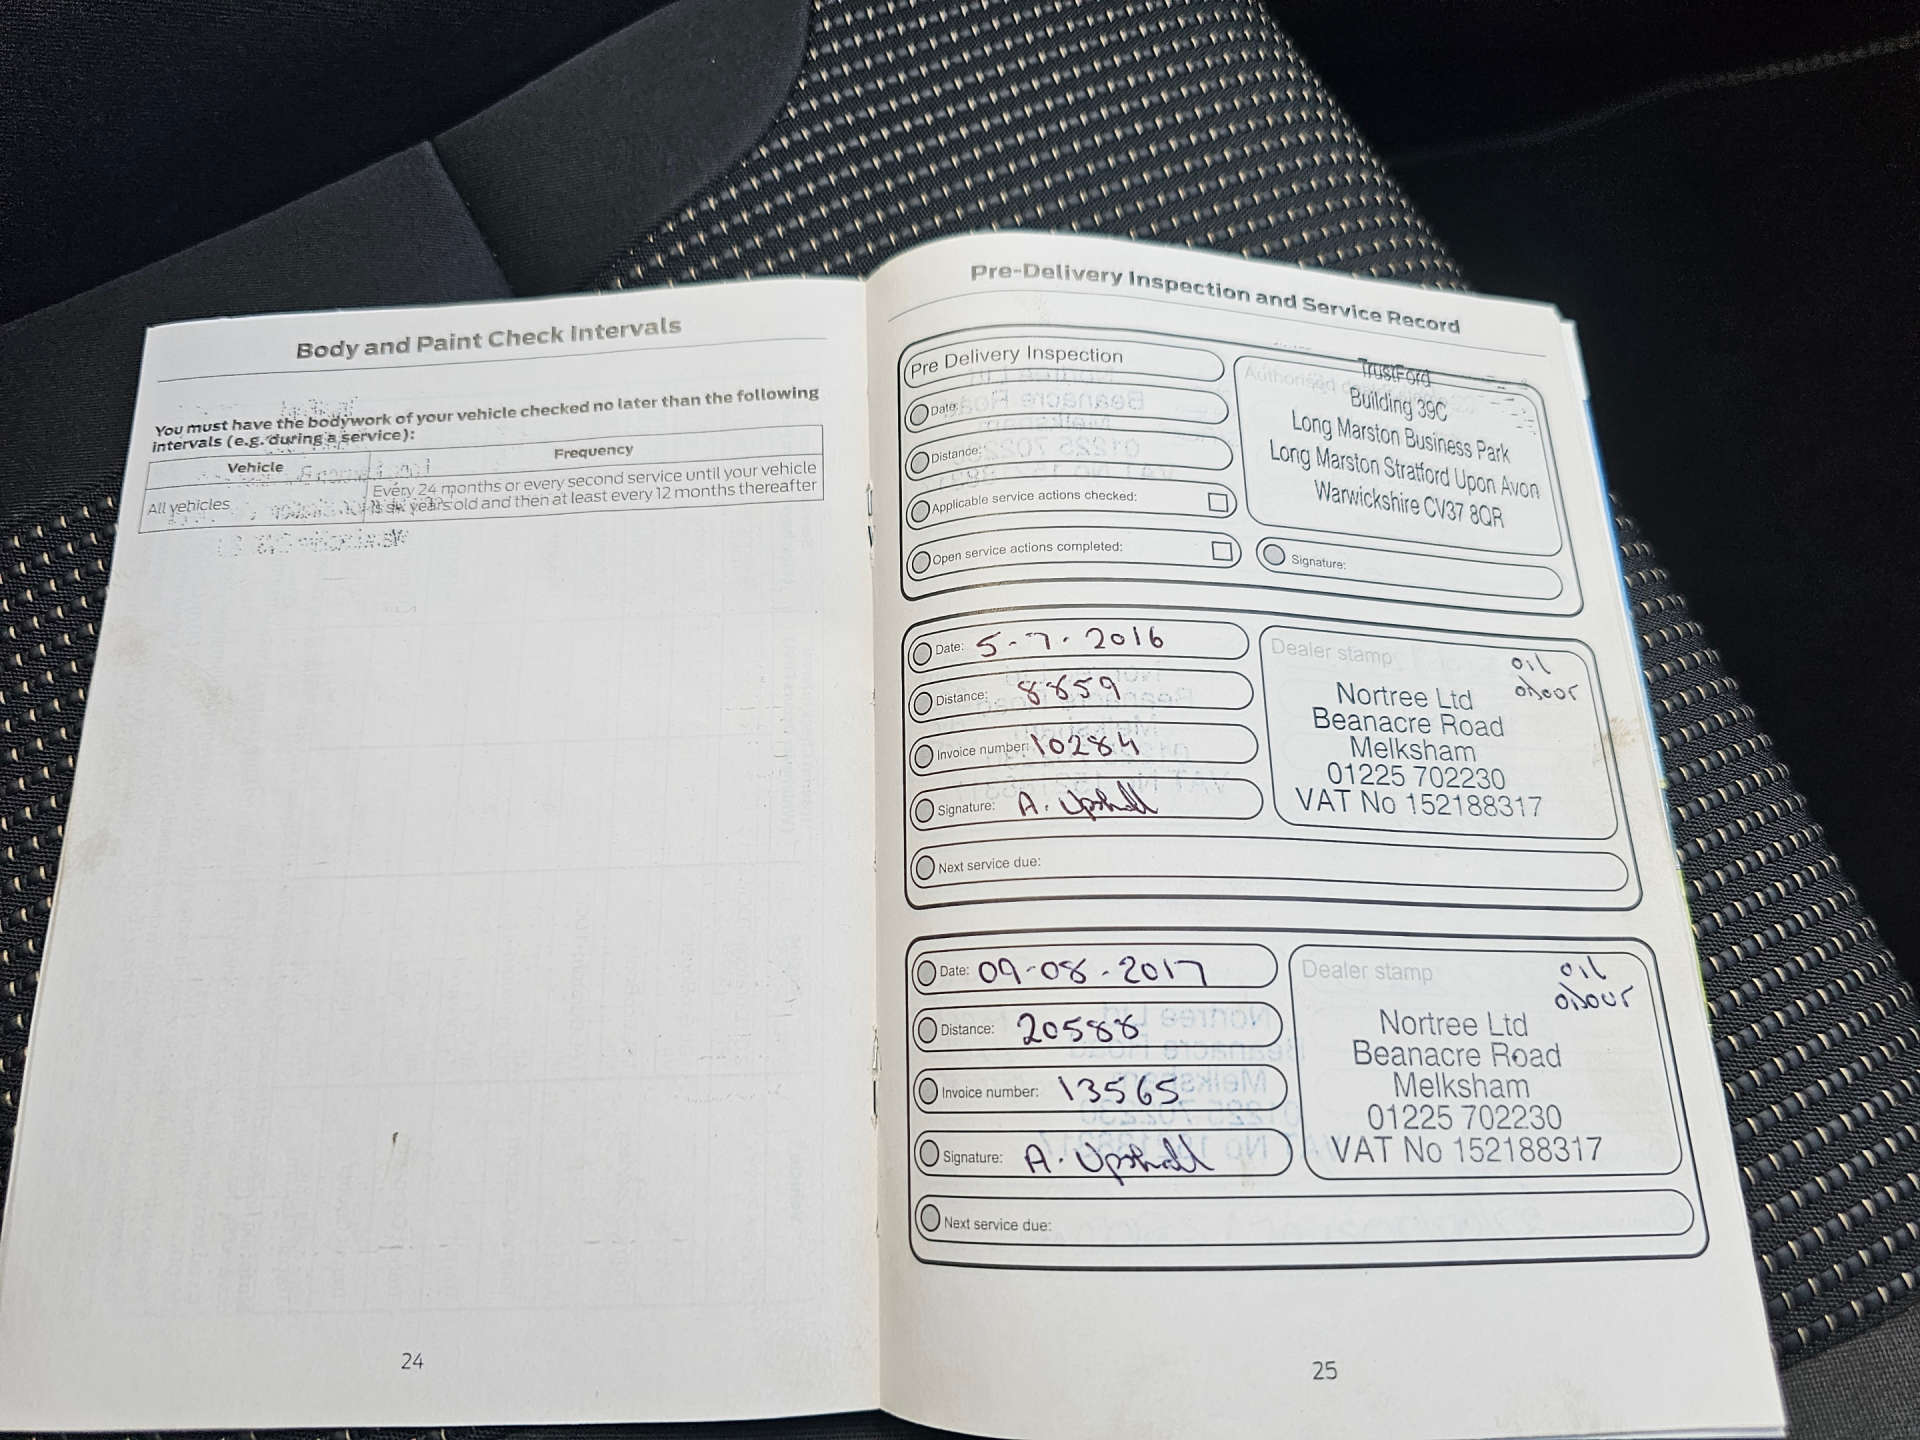 Body and Paint Check Intervals
You must have the bodywork of your vehicle checked no later than the following
intervals (e.g. during a service):
Vehicle Frequency
All vehicles Every 24 months or every second service until your vehicle
is six years old and then at least every 12 months thereafter
24
Pre-Delivery Inspection and Service Record
Pre Delivery Inspection
Date:
Distance:
Applicable service actions checked:
Open service actions completed:
Authorised
TrustFord
Building 39C
Long Marston Business Park
Long Marston Stratford Upon Avon
Warwickshire CV37 8QR
Signature:
Date: 5-7-2016
Distance: 8859
Invoice number: 10284
Signature: A. Upshall
Dealer stamp
oil
odour
Nortree Ltd
Beanacre Road
Melksham
01225 702230
VAT No 152188317
Next service due:
Date: 09-08-2017
Distance: 20588
Invoice number: 13565
Signature: A. Upshall
Dealer stamp
oil
odour
Nortree Ltd
Beanacre Road
Melksham
01225 702230
VAT No 152188317
Next service due:
25